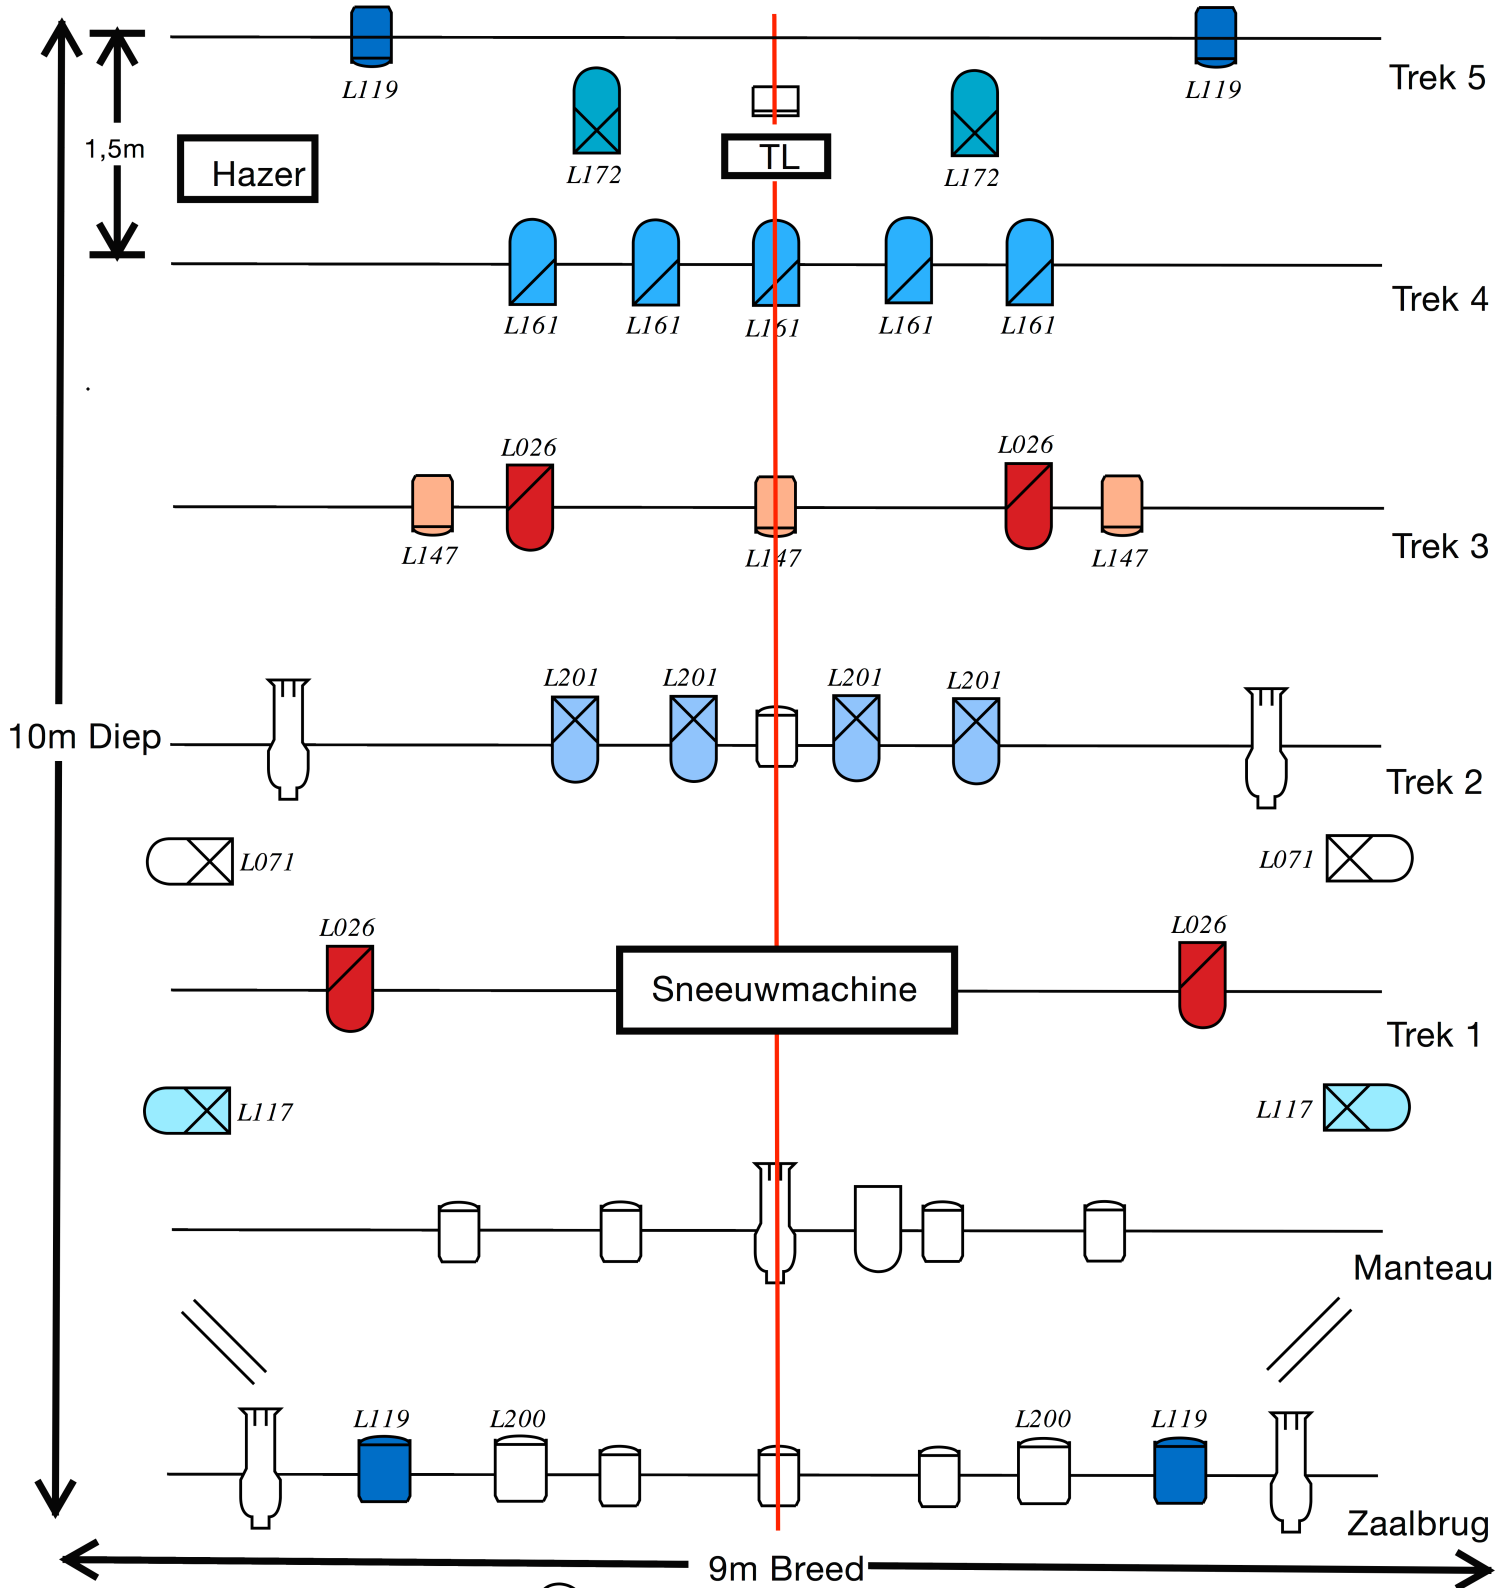 L119
L119
Trek 5
1,5m
Hazer
L172
TL
L172
L161
L161
L161
L161
L161
Trek 4
L026
L026
L147
L147
L147
Trek 3
L201
L201
L201
L201
10m Diep
Trek 2
L071
L071
L026
L026
Sneeuwmachine
Trek 1
L117
L117
Manteau
L119
L200
L200
L119
Zaalbrug
9m Breed